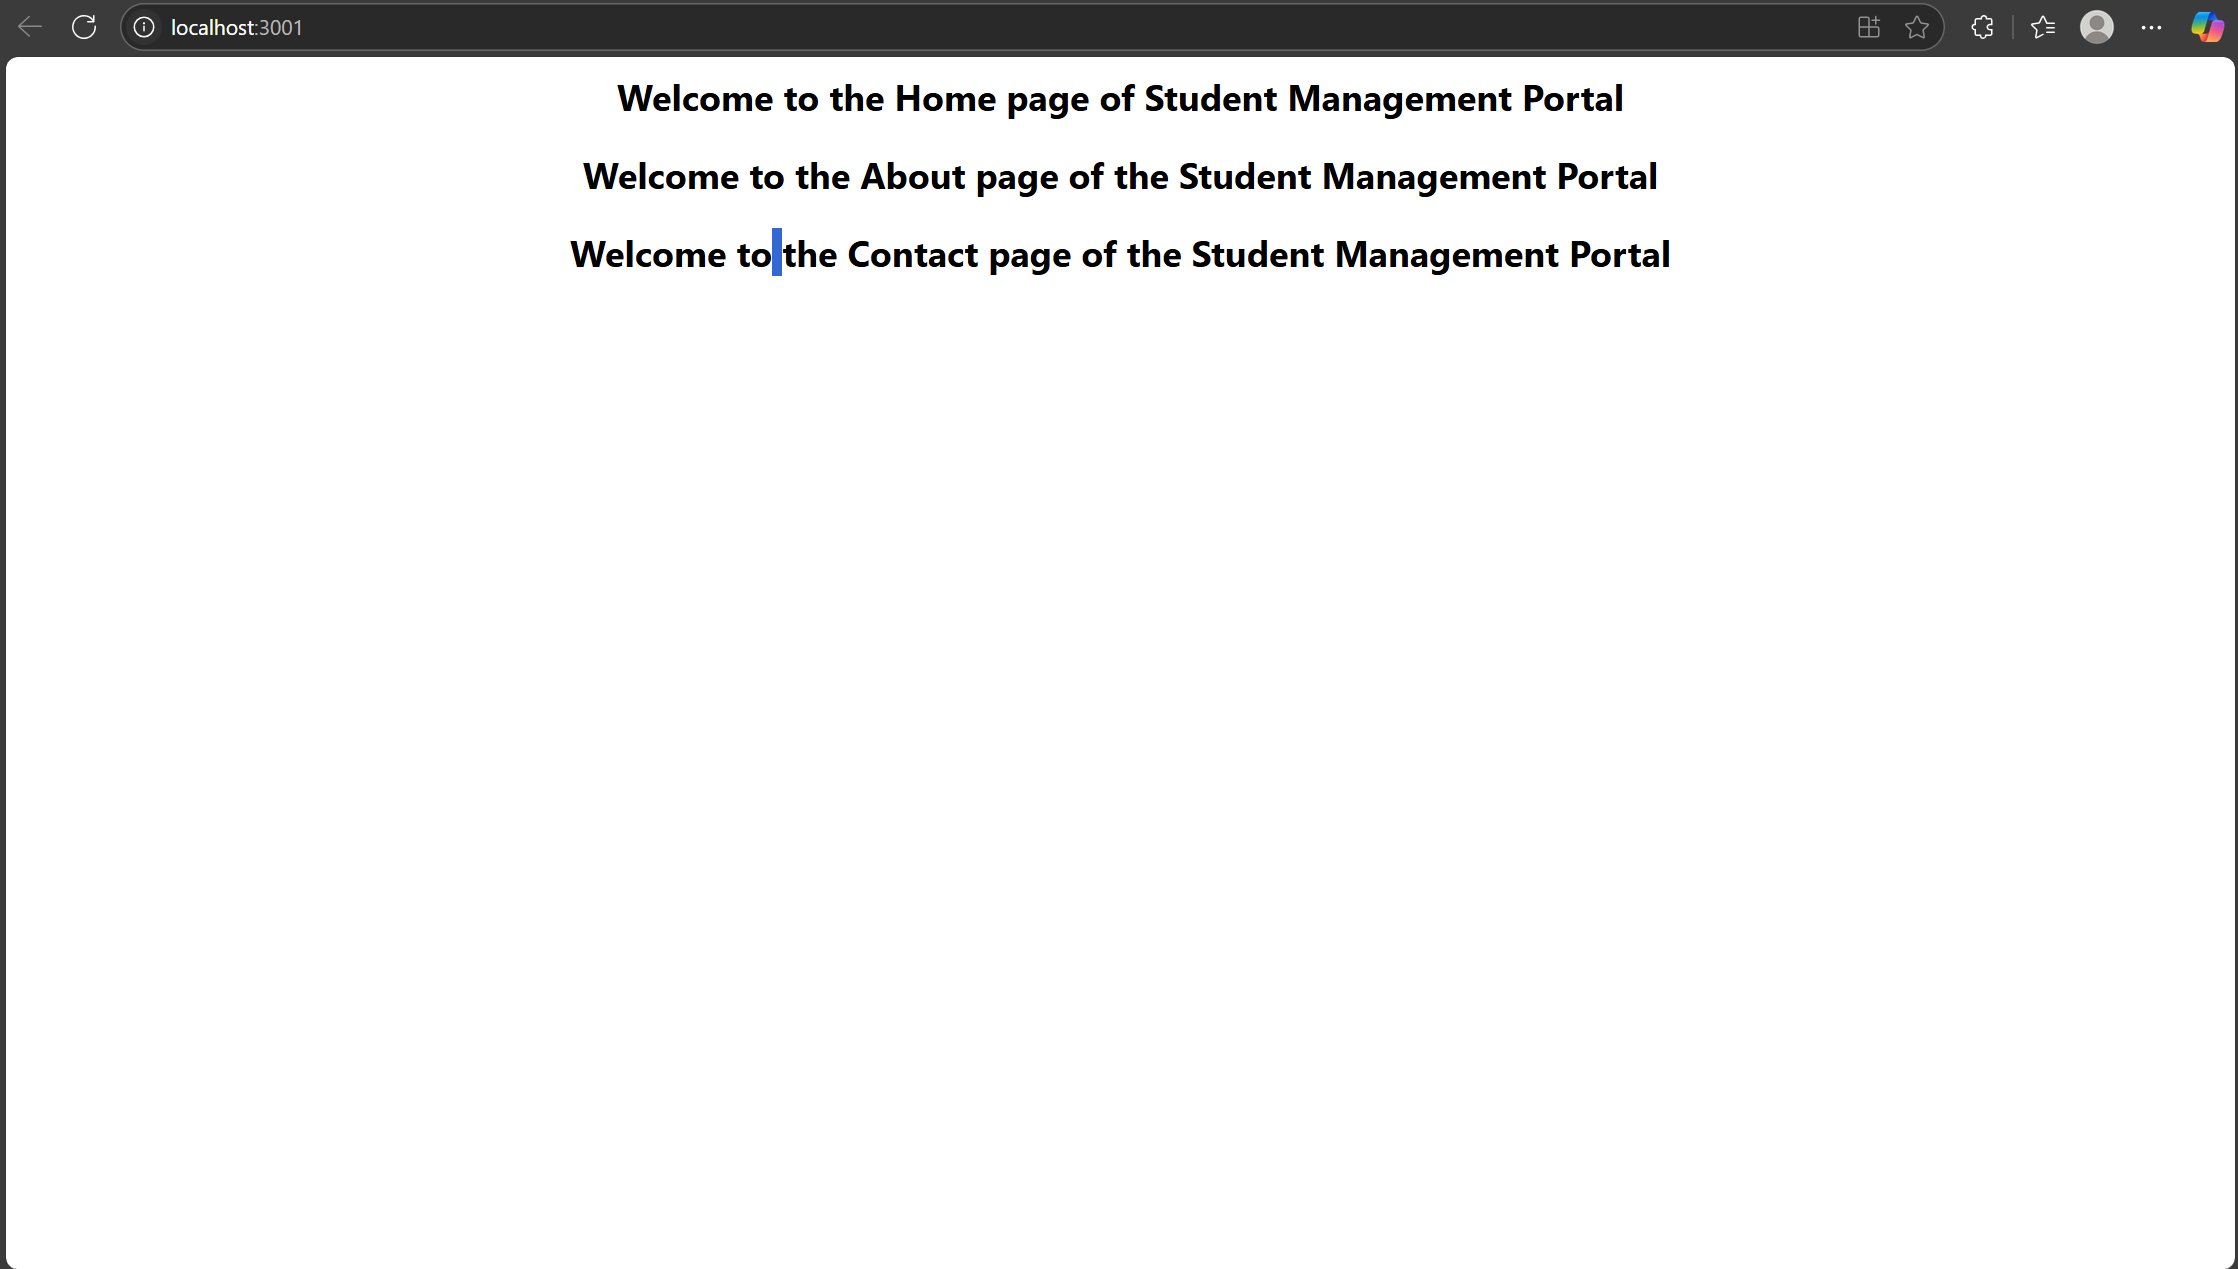 localhost:3001
Welcome to the Home page of Student Management Portal
Welcome to the About page of the Student Management Portal
Welcome to the Contact page of the Student Management Portal